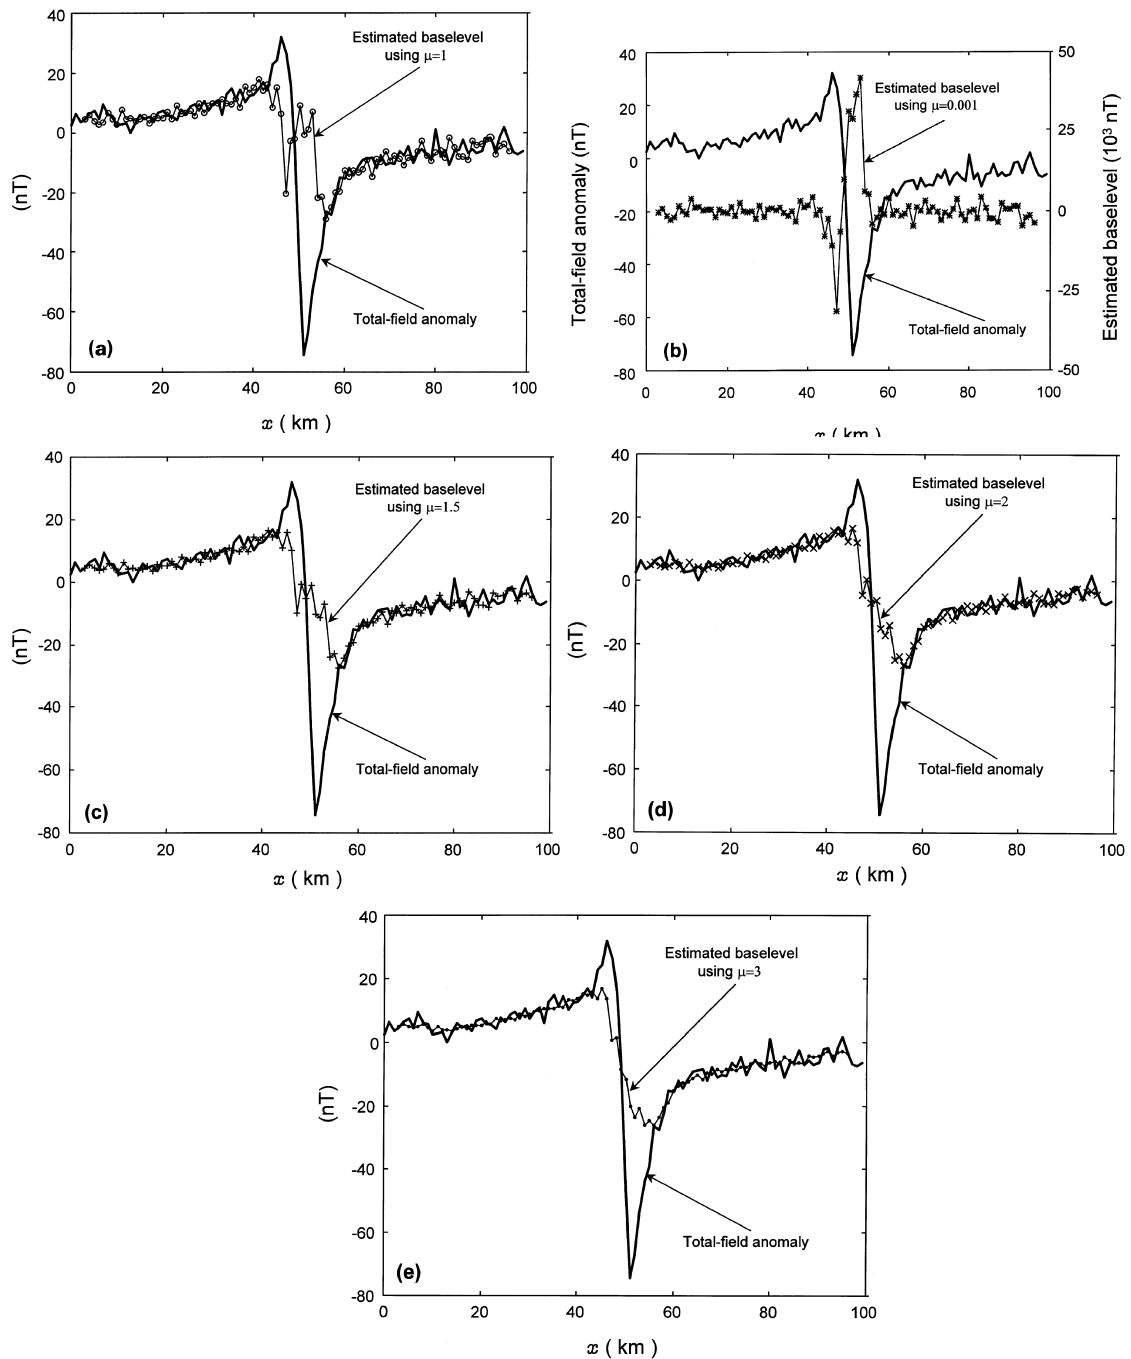 40
20
0
-20
-40
-60
-80
(nT)
Estimated baselevel
using μ=1
Total-field anomaly
(a)
0 20 40 60 80 100
x ( km )
40
20
0
-20
-40
-60
-80
Total-field anomaly (nT)
Estimated baselevel
using μ=0.001
Total-field anomaly
(b)
50
25
0
-25
-50
Estimated baselevel (10³ nT)
0 20 40 60 80 100
x ( km )
40
20
0
-20
-40
-60
-80
(nT)
Estimated baselevel
using μ=1.5
Total-field anomaly
(c)
0 20 40 60 80 100
x ( km )
40
20
0
-20
-40
-60
-80
(nT)
Estimated baselevel
using μ=2
Total-field anomaly
(d)
0 20 40 60 80 100
x ( km )
40
20
0
-20
-40
-60
-80
(nT)
Estimated baselevel
using μ=3
Total-field anomaly
(e)
0 20 40 60 80 100
x ( km )